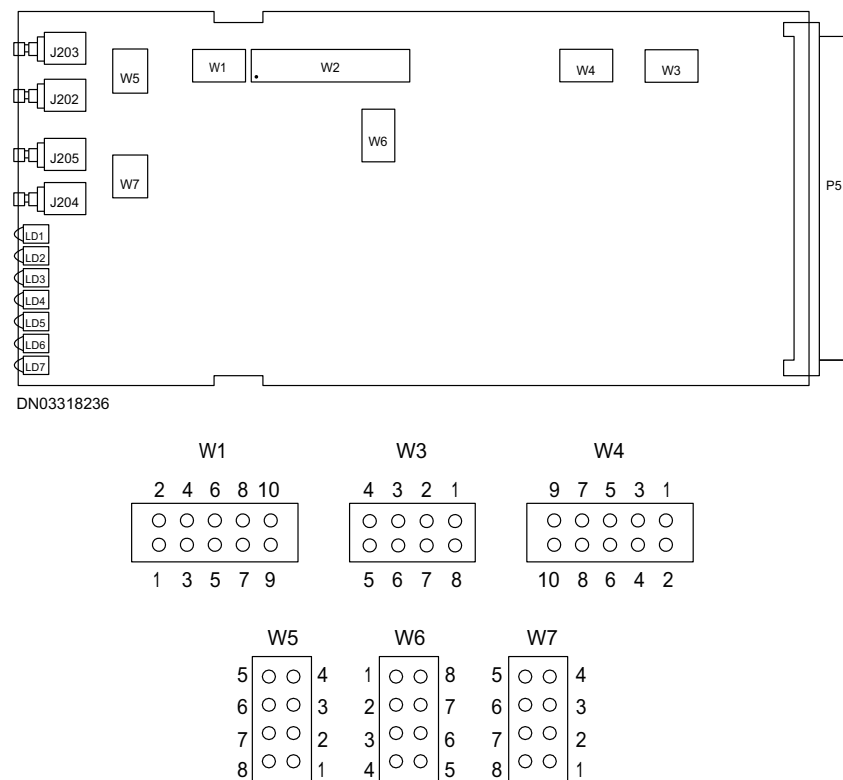 J203
W5
W1
W2
W4
W3
J202
W6
J205
W7
P5
J204
LD1
LD2
LD3
LD4
LD5
LD6
LD7
DN03318236
W1
W3
W4
2 4 6 8 10
4 3 2 1
9 7 5 3 1
1 3 5 7 9
5 6 7 8
10 8 6 4 2
W5
W6
W7
5 4
1 8
5 4
6 3
2 7
6 3
7 2
3 6
7 2
8 1
4 5
8 1